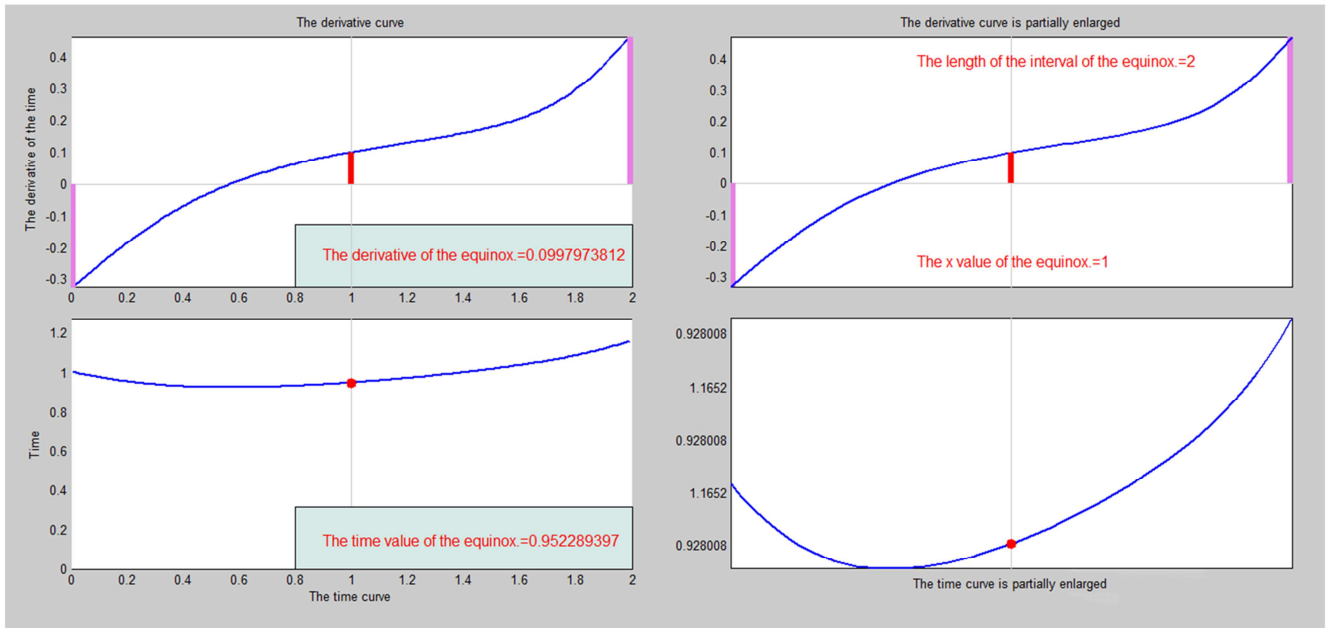 The derivative curve
The derivative of the time
0.4
0.3
0.2
0.1
0
-0.1
-0.2
-0.3
The derivative of the equinox.=0.0997973812
0 0.2 0.4 0.6 0.8 1 1.2 1.4 1.6 1.8 2
The derivative curve is partially enlarged
0.4
0.3
0.2
0.1
0
-0.1
-0.2
-0.3
The length of the interval of the equinox.=2
The x value of the equinox.=1
Time
1.2
1
0.8
0.6
0.4
0.2
0
The time value of the equinox.=0.952289397
0 0.2 0.4 0.6 0.8 1 1.2 1.4 1.6 1.8 2
The time curve
0.928008
1.1652
0.928008
1.1652
0.928008
The time curve is partially enlarged